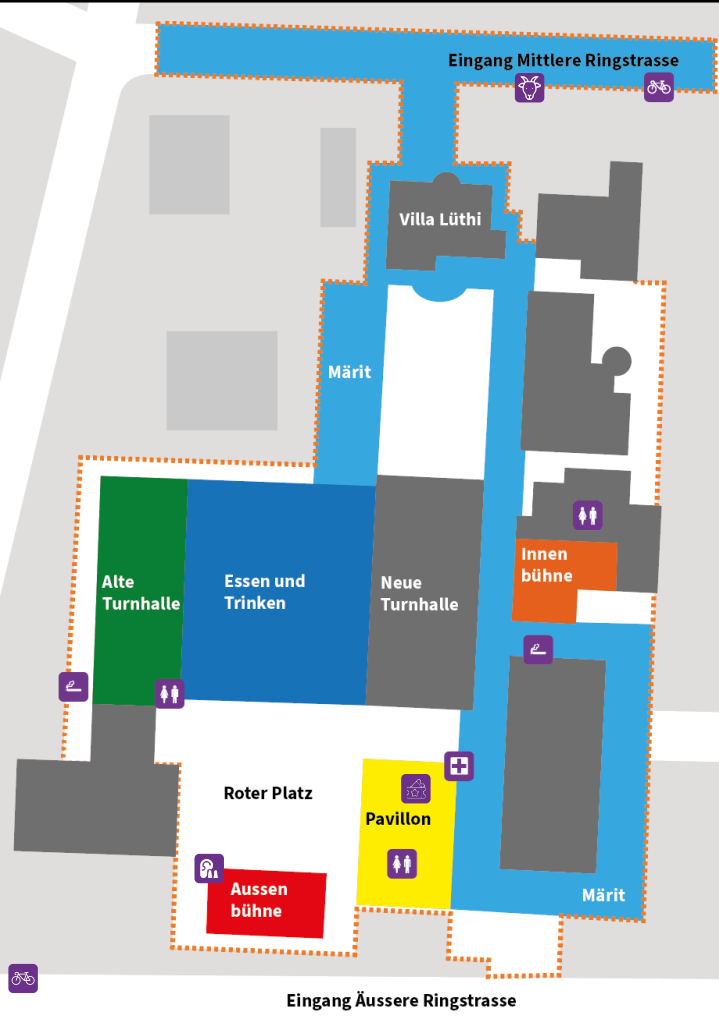 Eingang Mittlere Ringstrasse
Villa Lüthi
Märit
Innen
bühne
Alte
Turnhalle
Essen und
Trinken
Neue
Turnhalle
Roter Platz
Pavillon
Aussen
bühne
Märit
Eingang Äussere Ringstrasse